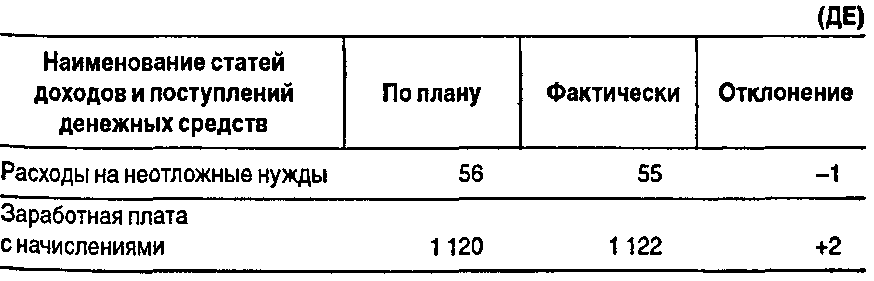 (ДЕ)
Наименование статей
доходов и поступлений
денежных средств
По плану
Фактически
Отклонение
Расходы на неотложные нужды 56 55 –1
Заработная плата
с начислениями 1 120 1 122 +2